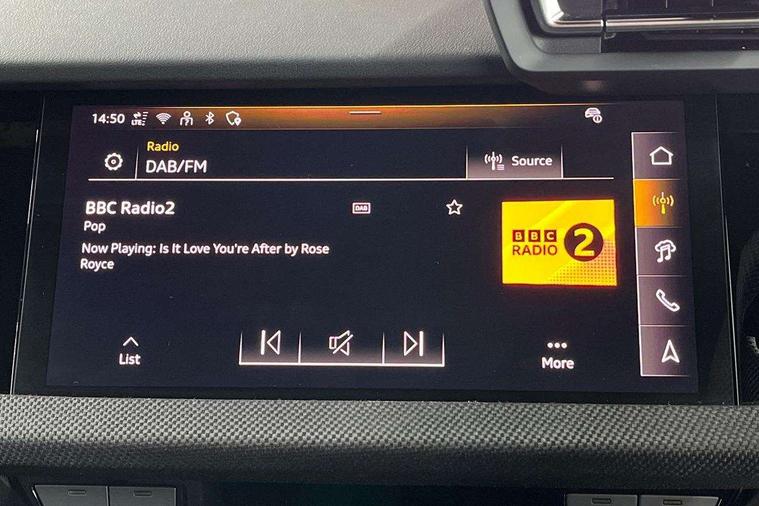 14:50 LTE
Radio
DAB/FM
Source
BBC Radio2
DAB
Pop
Now Playing: Is It Love You're After by Rose
Royce
BBC
RADIO 2
List
More